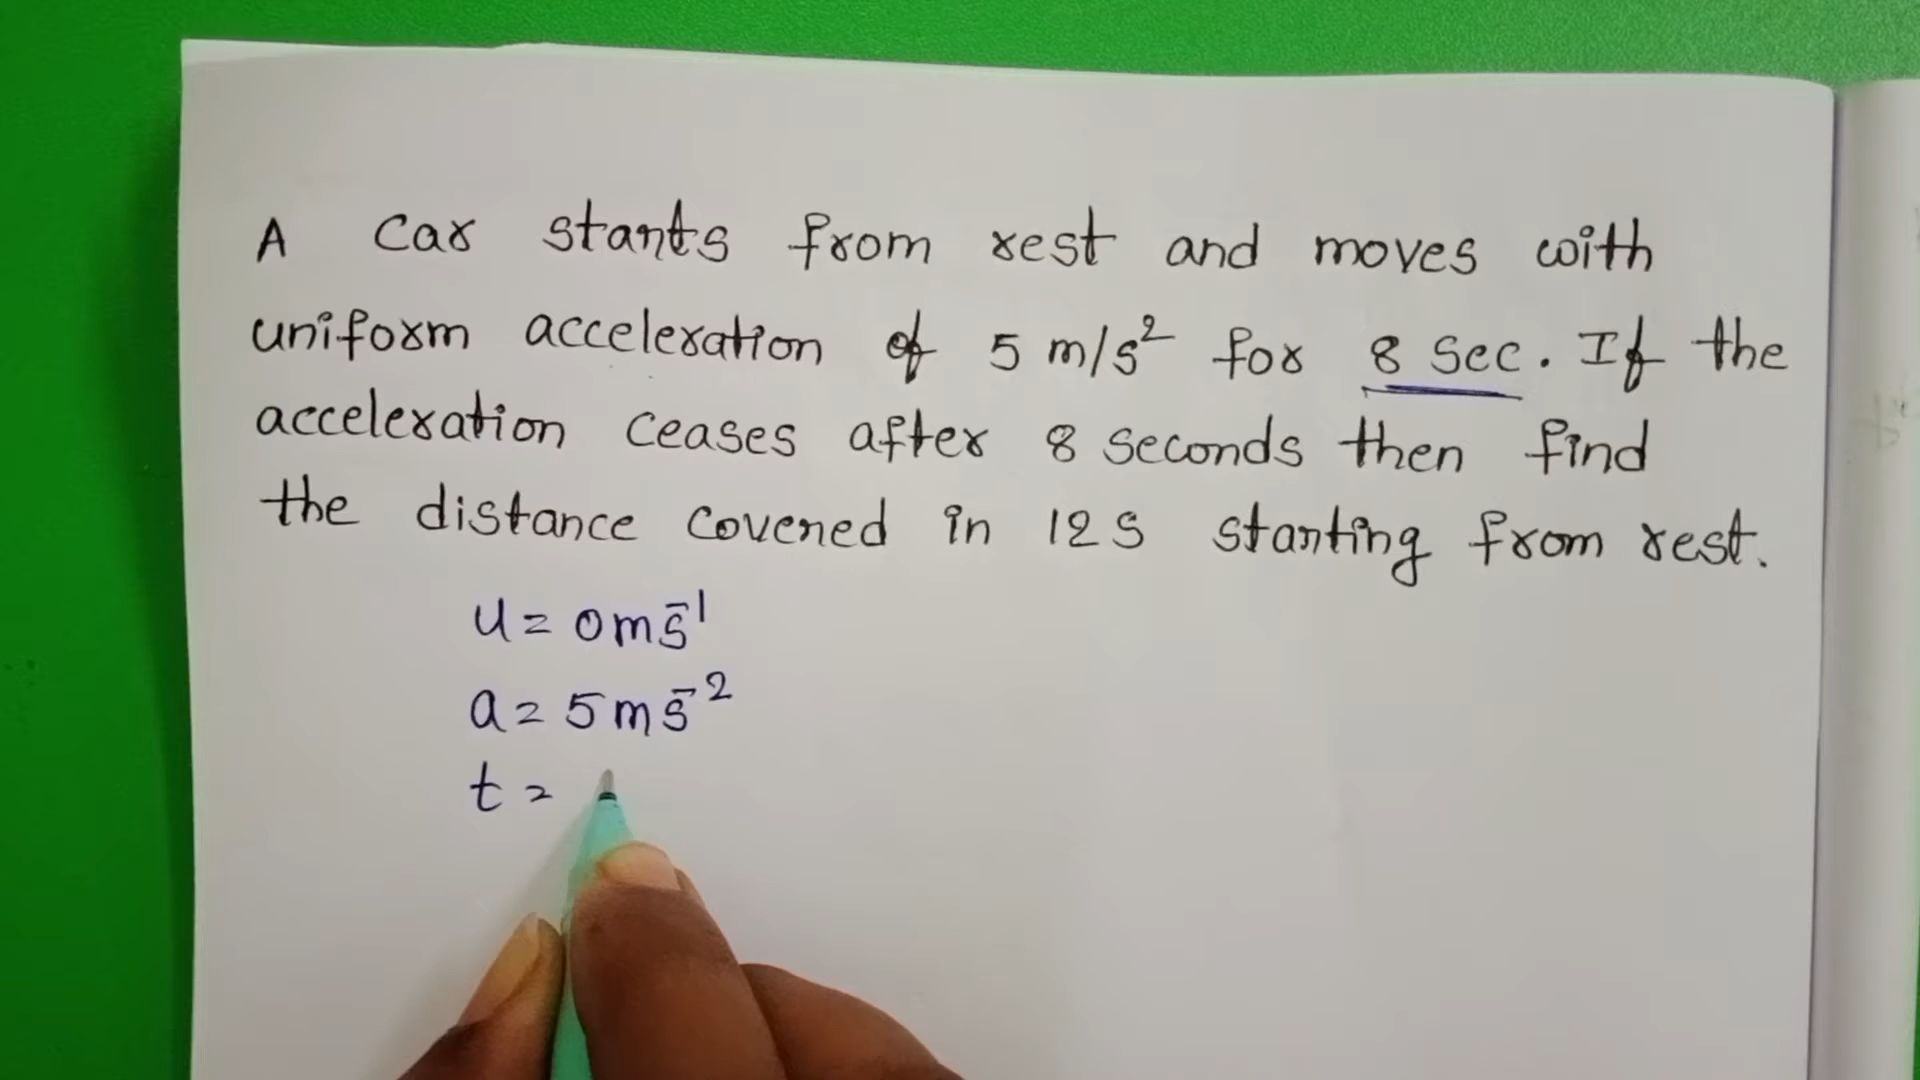 A car starts from rest and moves with
uniform acceleration of 5 m/s² for 8 sec. If the
acceleration ceases after 8 seconds then find
the distance covered in 12 s starting from rest.
u = 0 ms⁻¹
a = 5 ms⁻²
t =